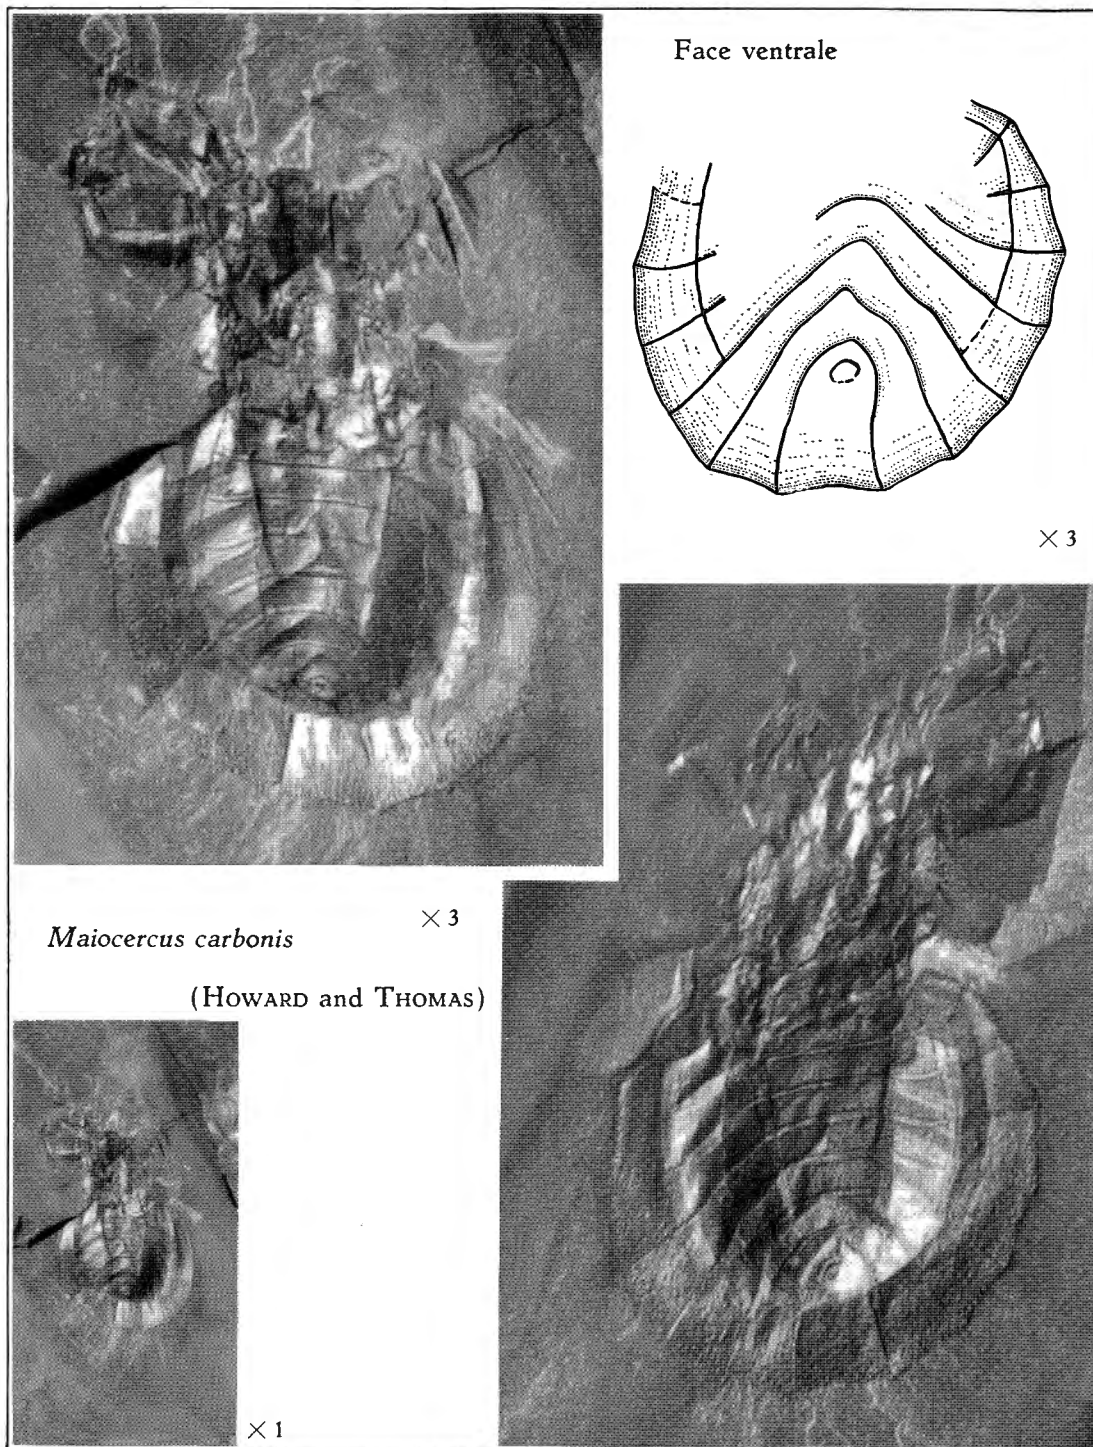 Face ventrale
× 3
× 3
Maiocercus carbonis
(HOWARD and THOMAS)
× 1